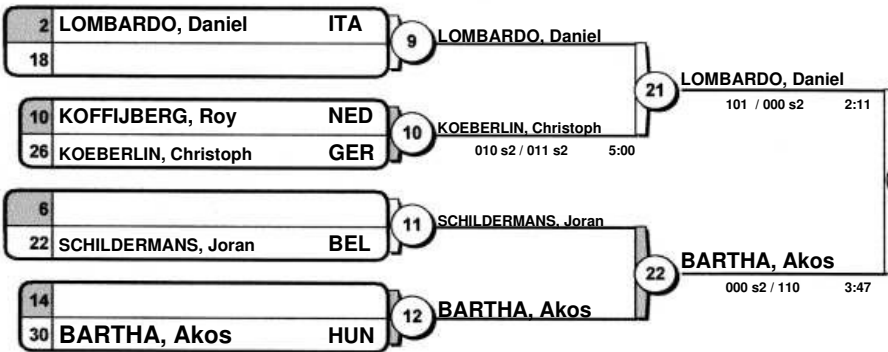 2 LOMBARDO, Daniel ITA
18
9 LOMBARDO, Daniel
10 KOFFIJBERG, Roy NED
26 KOEBERLIN, Christoph GER
10 KOEBERLIN, Christoph
010 s2 / 011 s2 5:00
21 LOMBARDO, Daniel
101 / 000 s2 2:11
6
22 SCHILDERMANS, Joran BEL
11 SCHILDERMANS, Joran
14
30 BARTHA, Akos HUN
12 BARTHA, Akos
22 BARTHA, Akos
000 s2 / 110 3:47